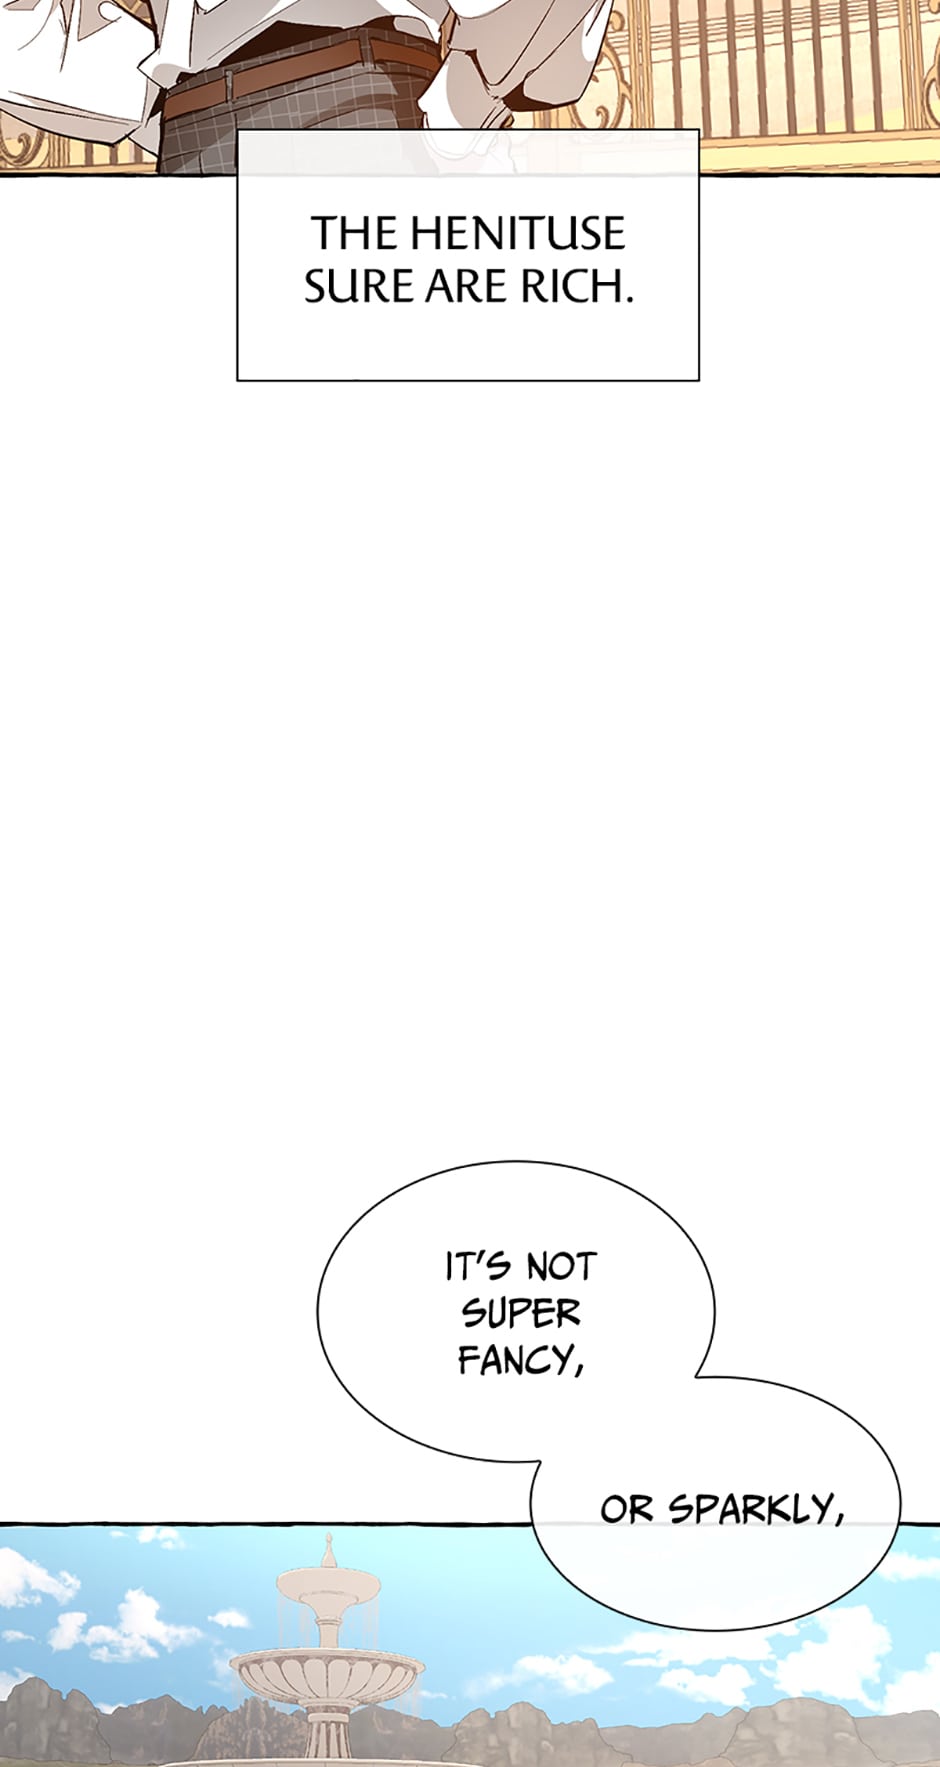 THE HENITUSE
SURE ARE RICH.
IT'S NOT
SUPER
FANCY,
OR SPARKLY,